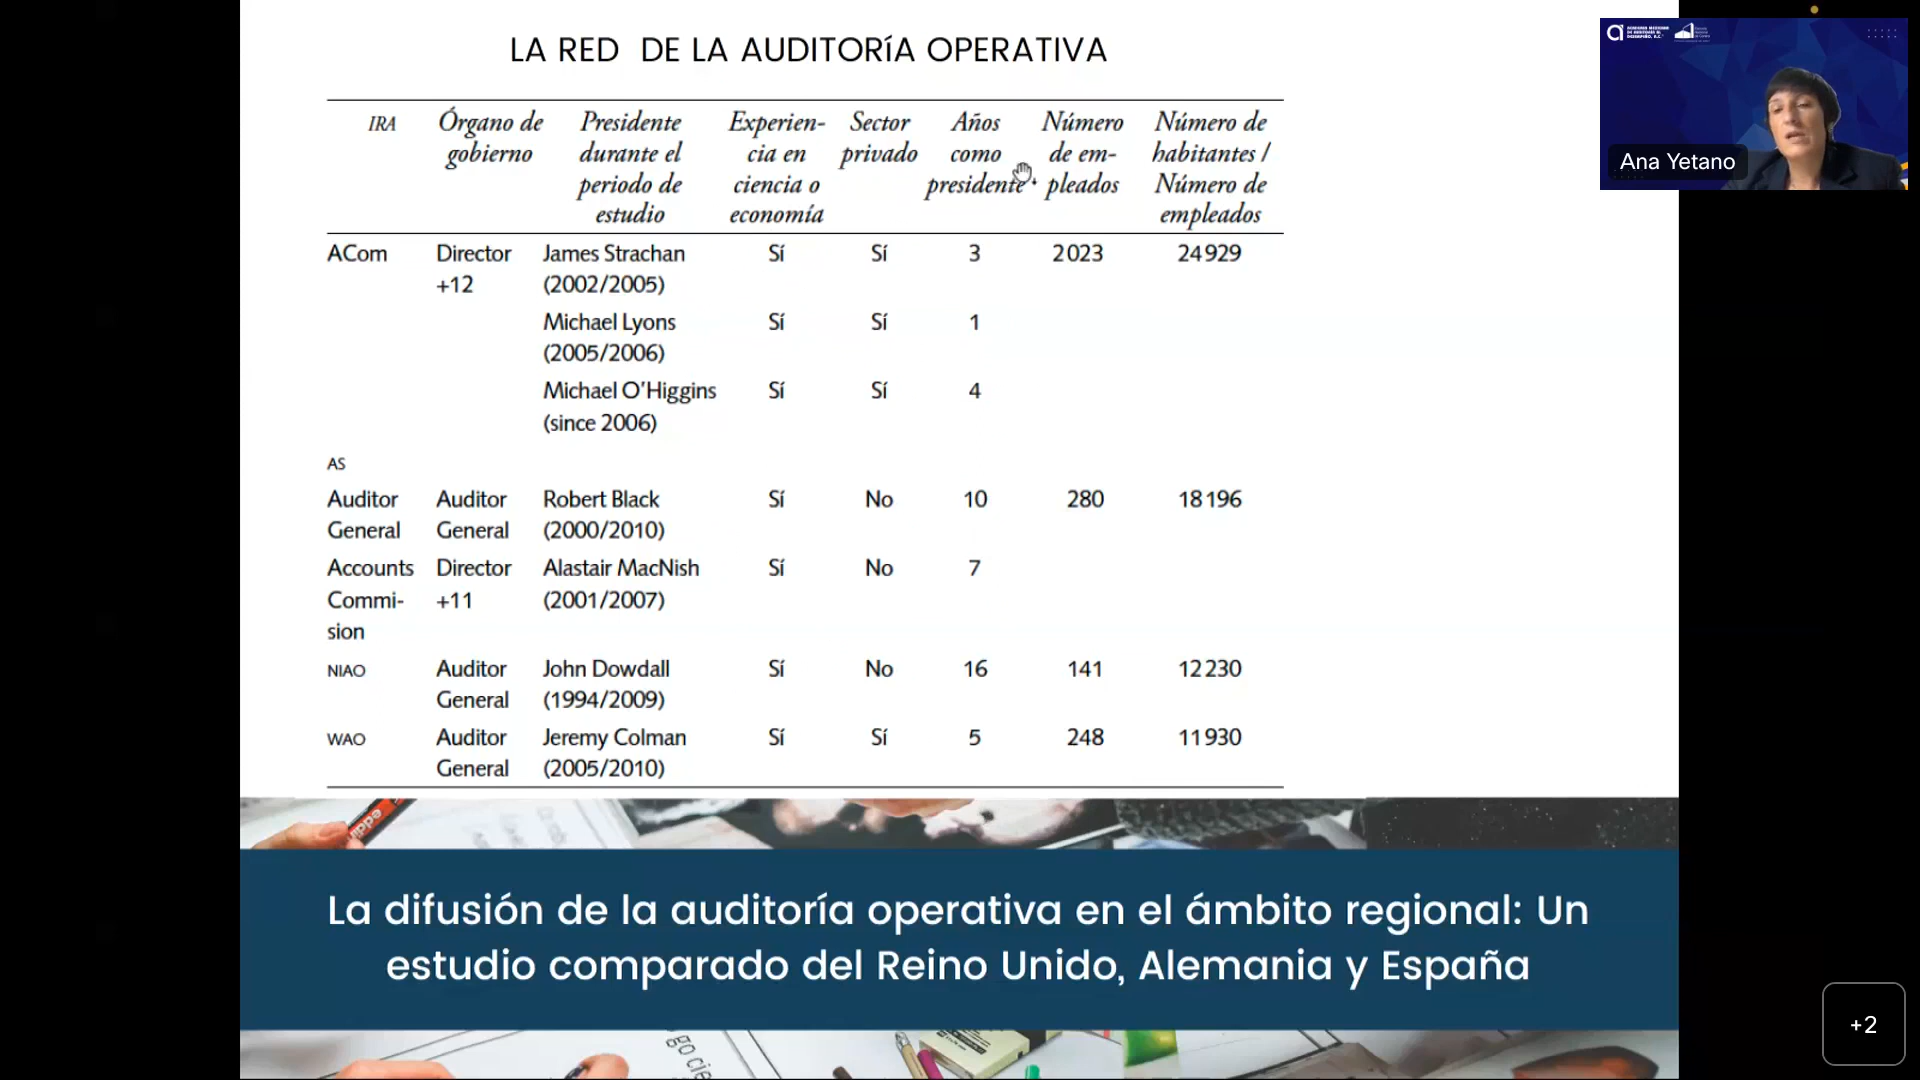 LA RED DE LA AUDITORíA OPERATIVA
IRA
Órgano de gobierno
Presidente durante el periodo de estudio
Experien-cia en ciencia o economía
Sector privado
Años como presidente
Número de em-pleados
Número de habitantes / Número de empleados
ACom Director James Strachan Sí Sí 3 2023 24929
+12 (2002/2005)
Michael Lyons Sí Sí 1
(2005/2006)
Michael O'Higgins Sí Sí 4
(since 2006)
AS
Auditor Auditor Robert Black Sí No 10 280 18196
General General (2000/2010)
Accounts Director Alastair MacNish Sí No 7
Commi- +11 (2001/2007)
sion
NIAO Auditor John Dowdall Sí No 16 141 12230
General (1994/2009)
WAO Auditor Jeremy Colman Sí Sí 5 248 11930
General (2005/2010)
La difusión de la auditoría operativa en el ámbito regional: Un
estudio comparado del Reino Unido, Alemania y España
Ana Yetano
+2